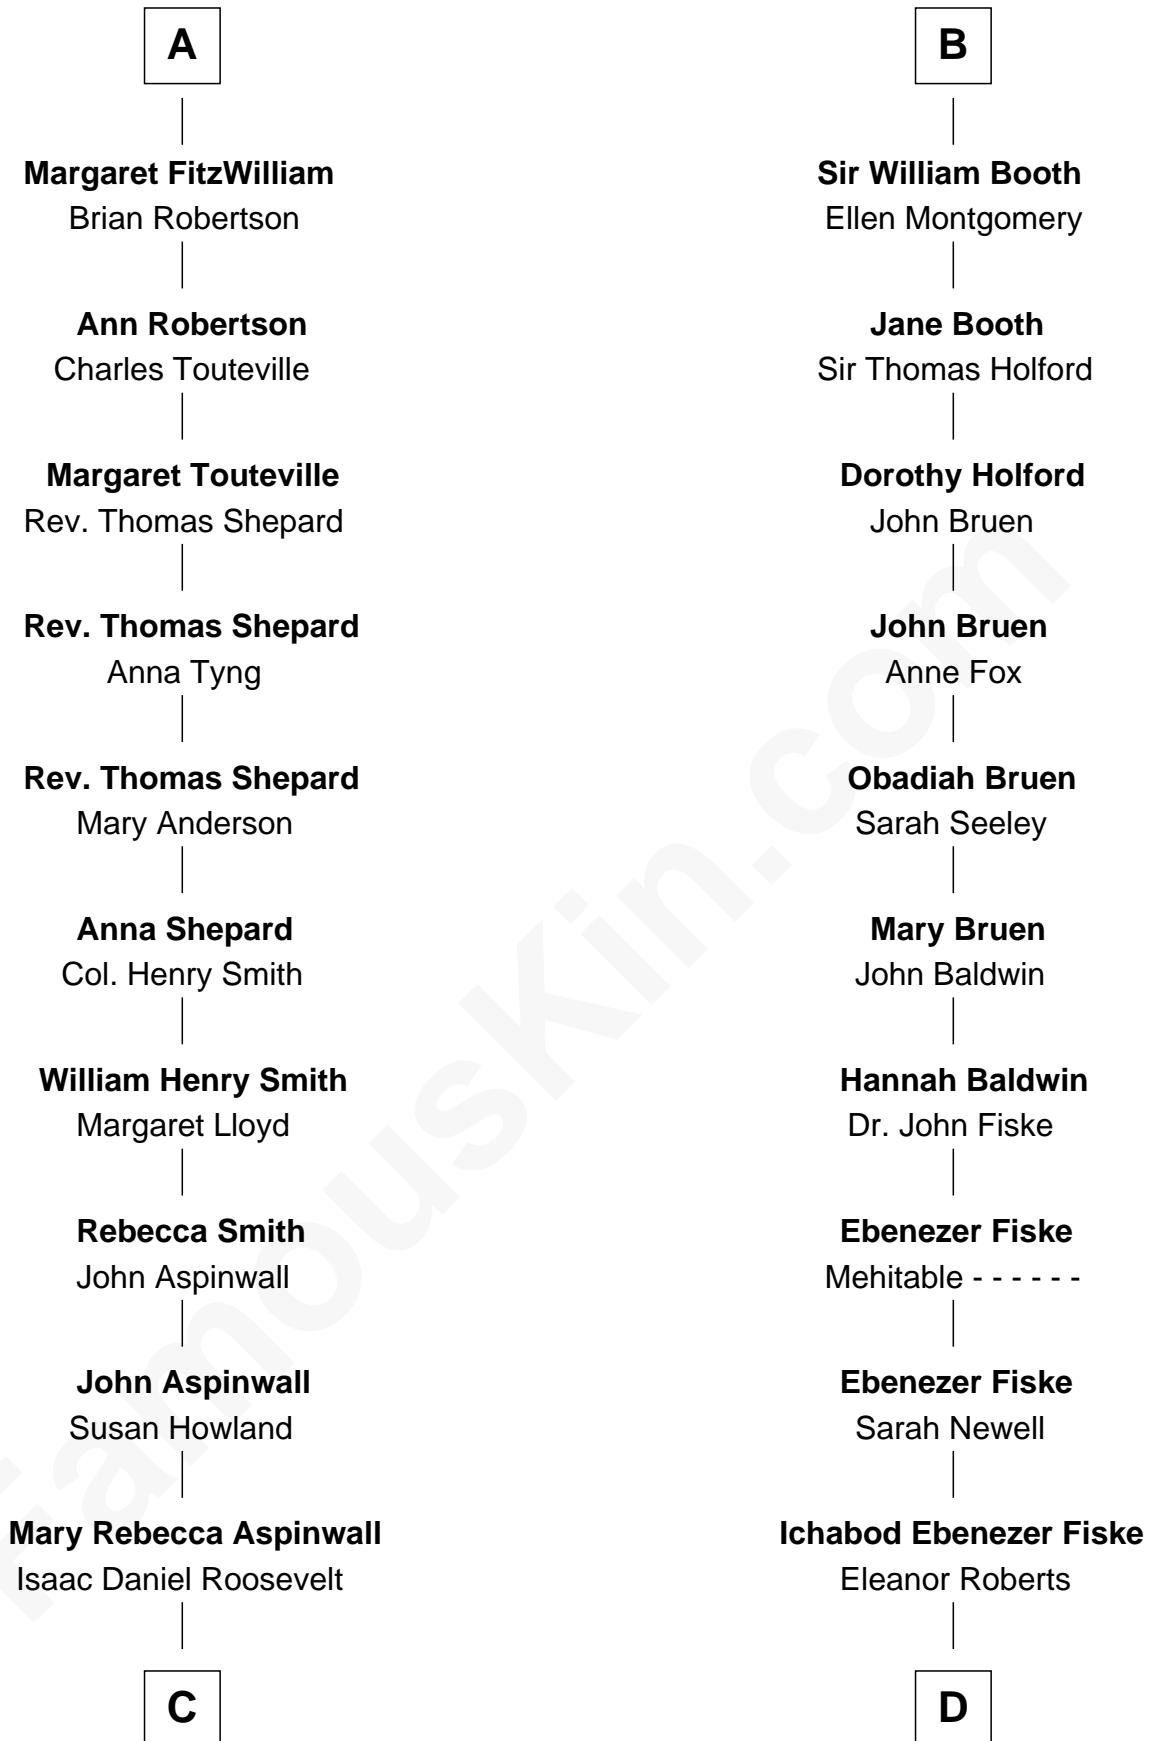 A
Margaret FitzWilliam
Brian Robertson
Ann Robertson
Charles Touteville
Margaret Touteville
Rev. Thomas Shepard
Rev. Thomas Shepard
Anna Tyng
Rev. Thomas Shepard
Mary Anderson
Anna Shepard
Col. Henry Smith
William Henry Smith
Margaret Lloyd
Rebecca Smith
John Aspinwall
John Aspinwall
Susan Howland
Mary Rebecca Aspinwall
Isaac Daniel Roosevelt
C
B
Sir William Booth
Ellen Montgomery
Jane Booth
Sir Thomas Holford
Dorothy Holford
John Bruen
John Bruen
Anne Fox
Obadiah Bruen
Sarah Seeley
Mary Bruen
John Baldwin
Hannah Baldwin
Dr. John Fiske
Ebenezer Fiske
Mehitable - - - - - -
Ebenezer Fiske
Sarah Newell
Ichabod Ebenezer Fiske
Eleanor Roberts
D
FamousKin.com